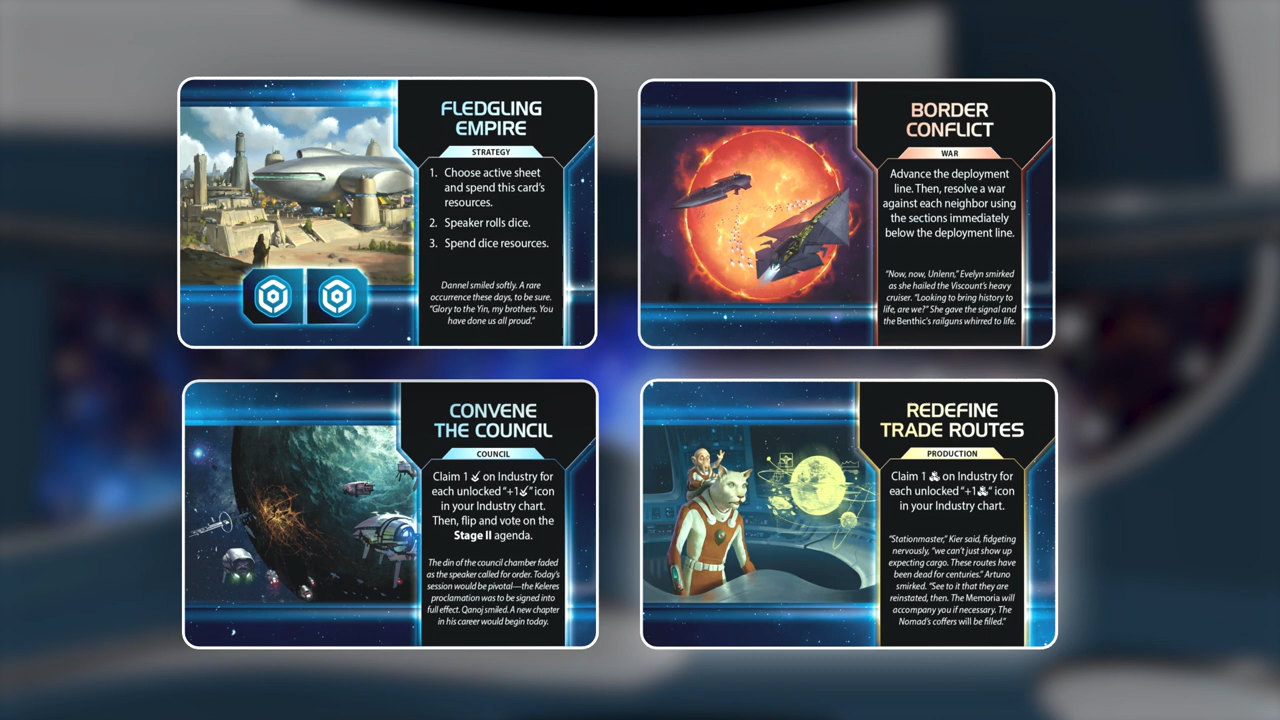 FLEDGLING
EMPIRE
STRATEGY
1. Choose active sheet
and spend this card's
resources.
2. Speaker rolls dice.
3. Spend dice resources.
Dannel smiled softly. A rare
occurrence these days, to be sure.
"Glory to the Yin, my brothers. You
have done us all proud."
BORDER
CONFLICT
WAR
Advance the deployment
line. Then, resolve a war
against each neighbor using
the sections immediately
below the deployment line.
"Now, now, Unlenn," Evelyn smirked
as she hailed the Viscount's heavy
cruiser. "Looking to bring history to
life, are we?" She gave the signal and
the Benthic's railguns whirred to life.
CONVENE
THE COUNCIL
COUNCIL
Claim 1 on Industry for
each unlocked "+1" icon
in your Industry chart.
Then, flip and vote on the
Stage II agenda.
The din of the council chamber faded
as the speaker called for order. Today's
session would be pivotal—the Keleres
proclamation was to be signed into
full effect. Qanoj smiled. A new chapter
in his career would begin today.
REDEFINE
TRADE ROUTES
PRODUCTION
Claim 1 on Industry for
each unlocked "+1" icon
in your Industry chart.
"Stationmaster," Kier said, fidgeting
nervously, "we can't just show up
expecting cargo. These routes have
been dead for centuries." Artuno
smirked. "See to it that they are
reinstated, then. The Memoria will
accompany you if necessary. The
Nomad's coffers will be filled."